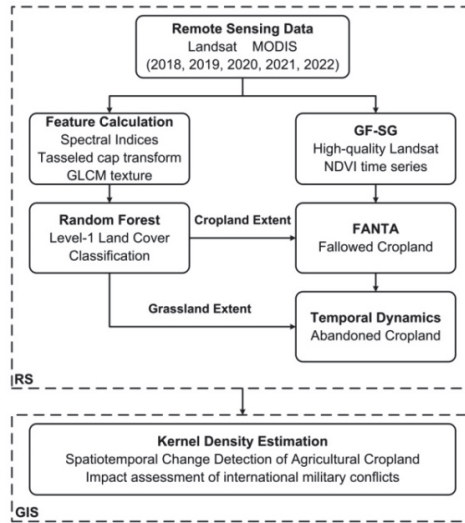 Remote Sensing Data
Landsat MODIS
(2018, 2019, 2020, 2021, 2022)
Feature Calculation
Spectral Indices
Tasseled cap transform
GLCM texture
GF-SG
High-quality Landsat
NDVI time series
Random Forest
Level-1 Land Cover
Classification
Cropland Extent
FANTA
Fallowed Cropland
Grassland Extent
Temporal Dynamics
Abandoned Cropland
RS
Kernel Density Estimation
Spatiotemporal Change Detection of Agricultural Cropland
Impact assessment of international military conflicts
GIS